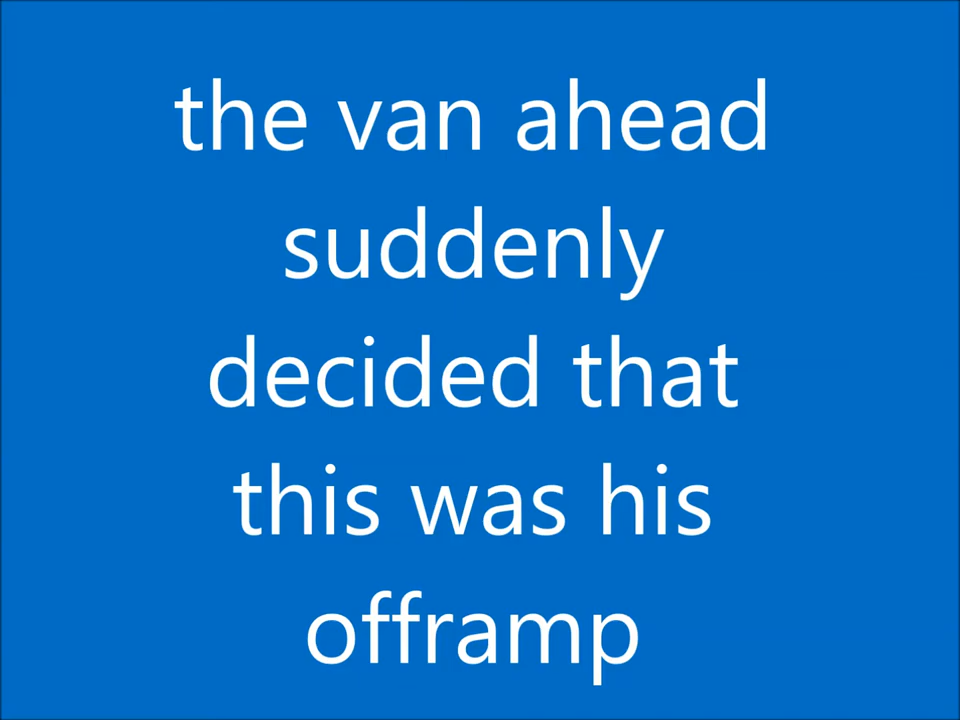 the van ahead
suddenly
decided that
this was his
offramp